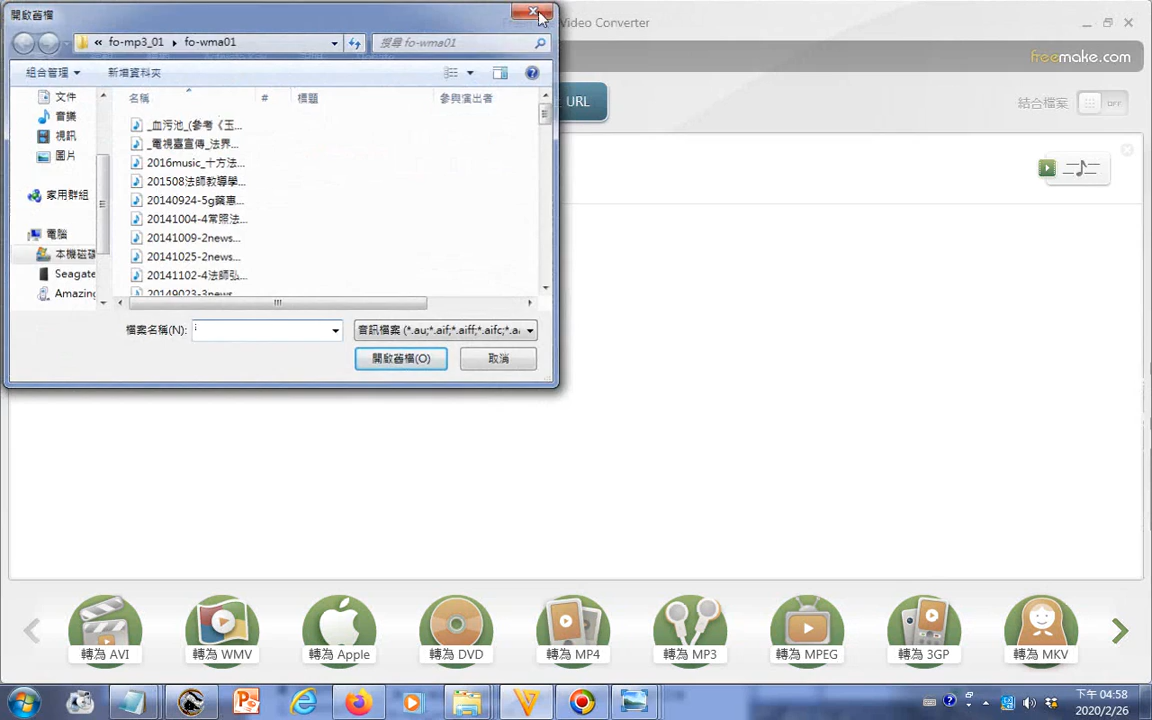 開啟舊檔
Video Converter
« fo-mp3_01 ▸ fo-wma01
搜尋 fo-wma01
freemake.com
組合管理 ▼
新增資料夾
結合檔案
OFF
URL
文件
音樂
視訊
圖片
家用群組
電腦
本機磁碟
Seagate
Amazing
名稱
#
標題
參與演出者
_血污池_(參考《玉...
_電視臺宣傳_法界...
2016music_十方法...
201508法師教導學...
20140924-5g藥惠...
20141004-4常照法...
20141009-2news...
20141025-2news...
20141102-4法師弘...
20149023-3news
檔案名稱(N):
音訊檔案 (*.au;*.aif;*.aiff;*.aifc;*.a
開啟舊檔(O)
取消
轉為 AVI
轉為 WMV
轉為 Apple
轉為 DVD
轉為 MP4
轉為 MP3
轉為 MPEG
轉為 3GP
轉為 MKV
下午 04:58
2020/2/26